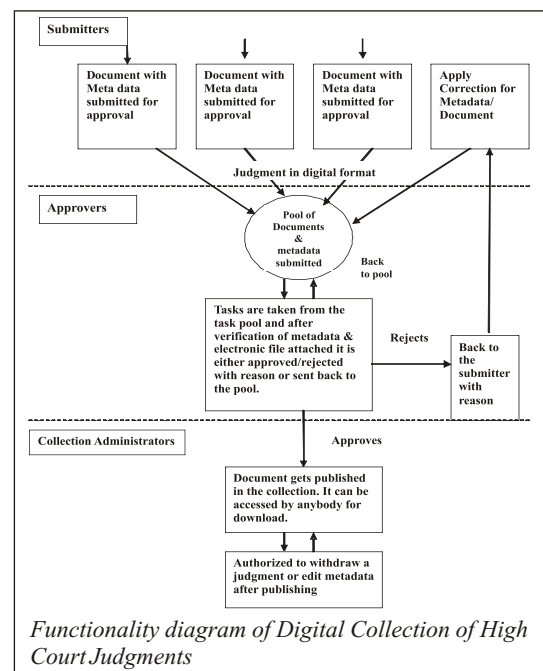 Submitters
Document with
Meta data
submitted for
approval
Document with
Meta data
submitted for
approval
Document with
Meta data
submitted for
approval
Apply
Correction for
Metadata/
Document
Judgment in digital format
Approvers
Pool of
Documents
&
metadata
submitted
Back
to pool
Tasks are taken from the
task pool and after
verification of metadata &
electronic file attached it is
either approved/rejected
with reason or sent back to
the pool.
Rejects
Back to
the
submitter
with
reason
Collection Administrators
Approves
Document gets published
in the collection. It can be
accessed by anybody for
download.
Authorized to withdraw a
judgment or edit metadata
after publishing
Functionality diagram of Digital Collection of High
Court Judgments